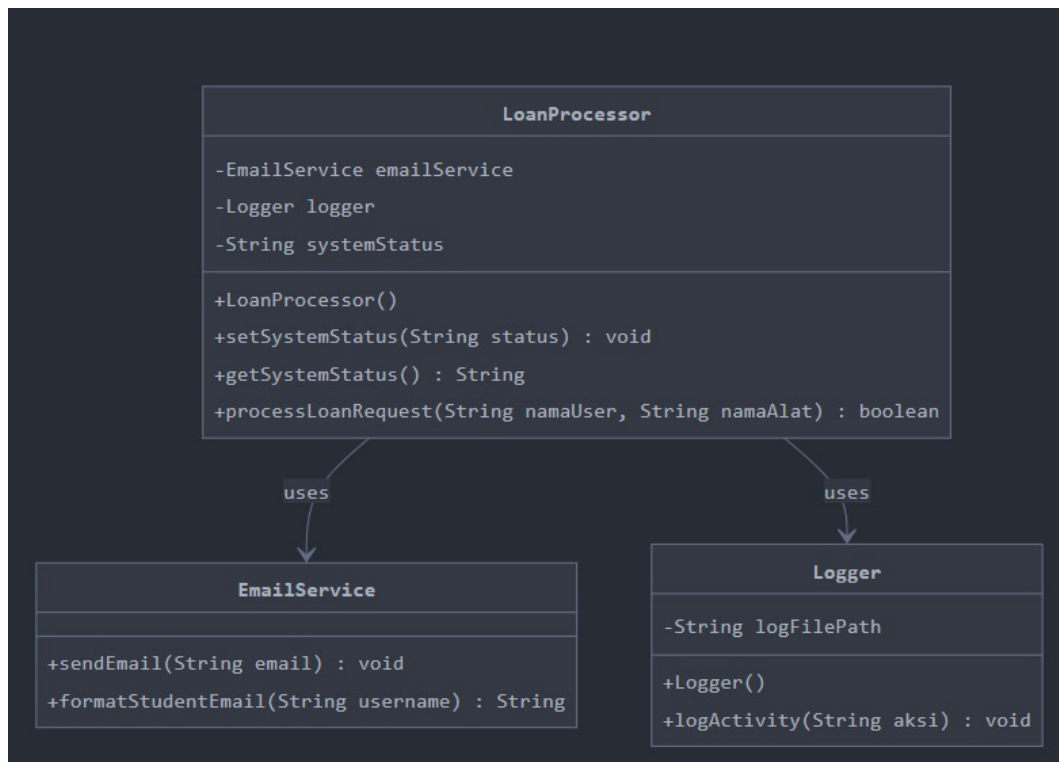 LoanProcessor
-EmailService emailService
-Logger logger
-String systemStatus
+LoanProcessor()
+setSystemStatus(String status) : void
+getSystemStatus() : String
+processLoanRequest(String namaUser, String namaAlat) : boolean
uses
uses
EmailService
+sendEmail(String email) : void
+formatStudentEmail(String username) : String
Logger
-String logFilePath
+Logger()
+logActivity(String aksi) : void